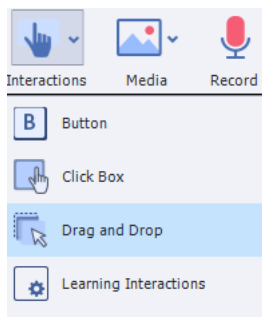 Interactions Media Record
B Button
Click Box
Drag and Drop
Learning Interactions